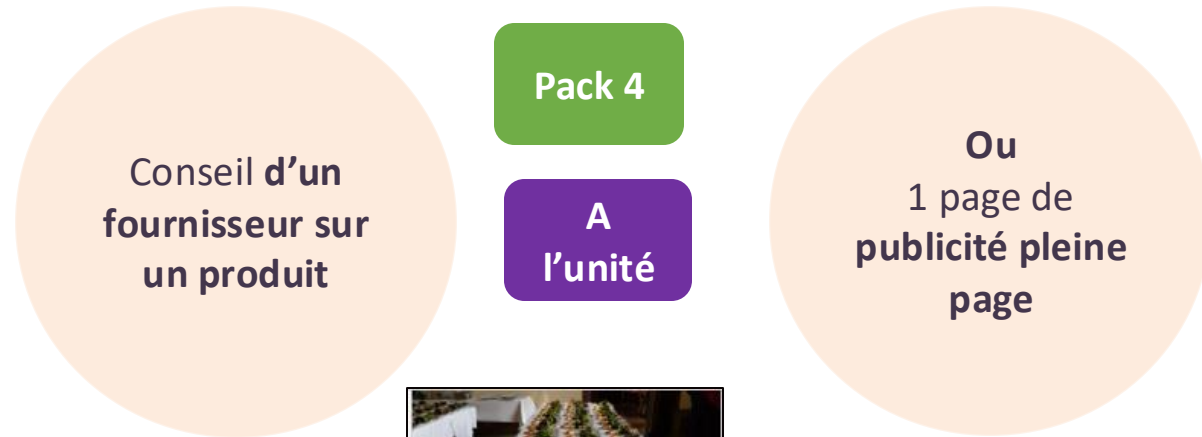 Conseil d’un
fournisseur sur
un produit
Pack 4
A
l’unité
Ou
1 page de
publicité pleine
page